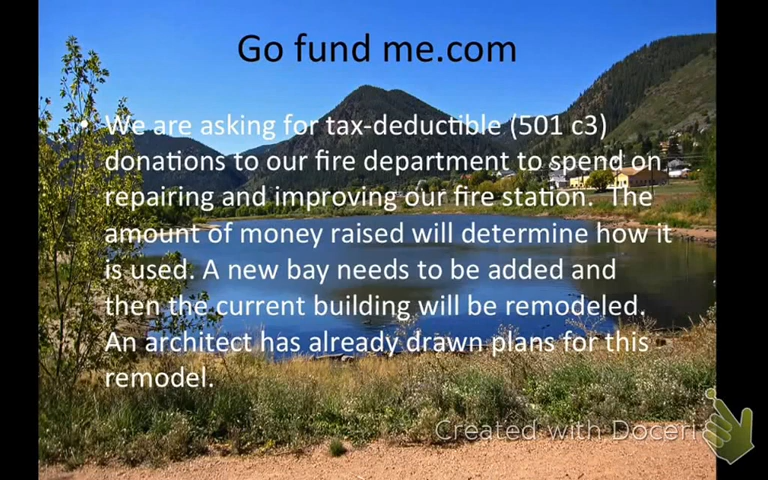 Go fund me.com
• We are asking for tax-deductible (501 c3)
donations to our fire department to spend on
repairing and improving our fire station. The
amount of money raised will determine how it
is used. A new bay needs to be added and
then the current building will be remodeled.
An architect has already drawn plans for this
remodel.
Created with Doceri